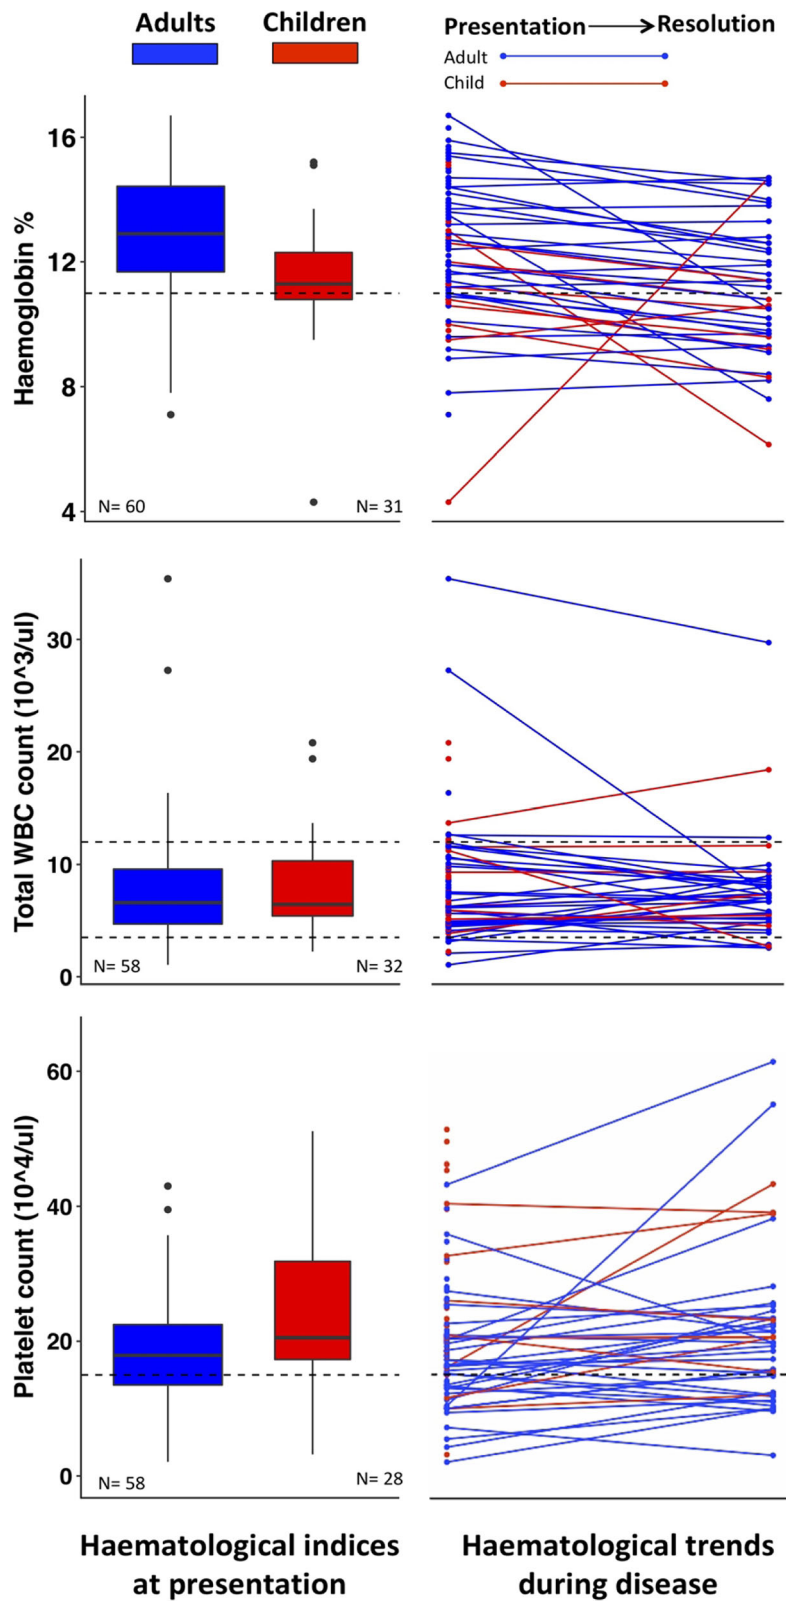 Adults Children
Presentation Resolution
Adult
Child
Haemoglobin %
16
12
8
4
N= 60 N= 31
Total WBC count (10^3/ul)
30
20
10
0
N= 58 N= 32
Platelet count (10^4/ul)
60
40
20
0
N= 58 N= 28
Haematological indices
at presentation
Haematological trends
during disease